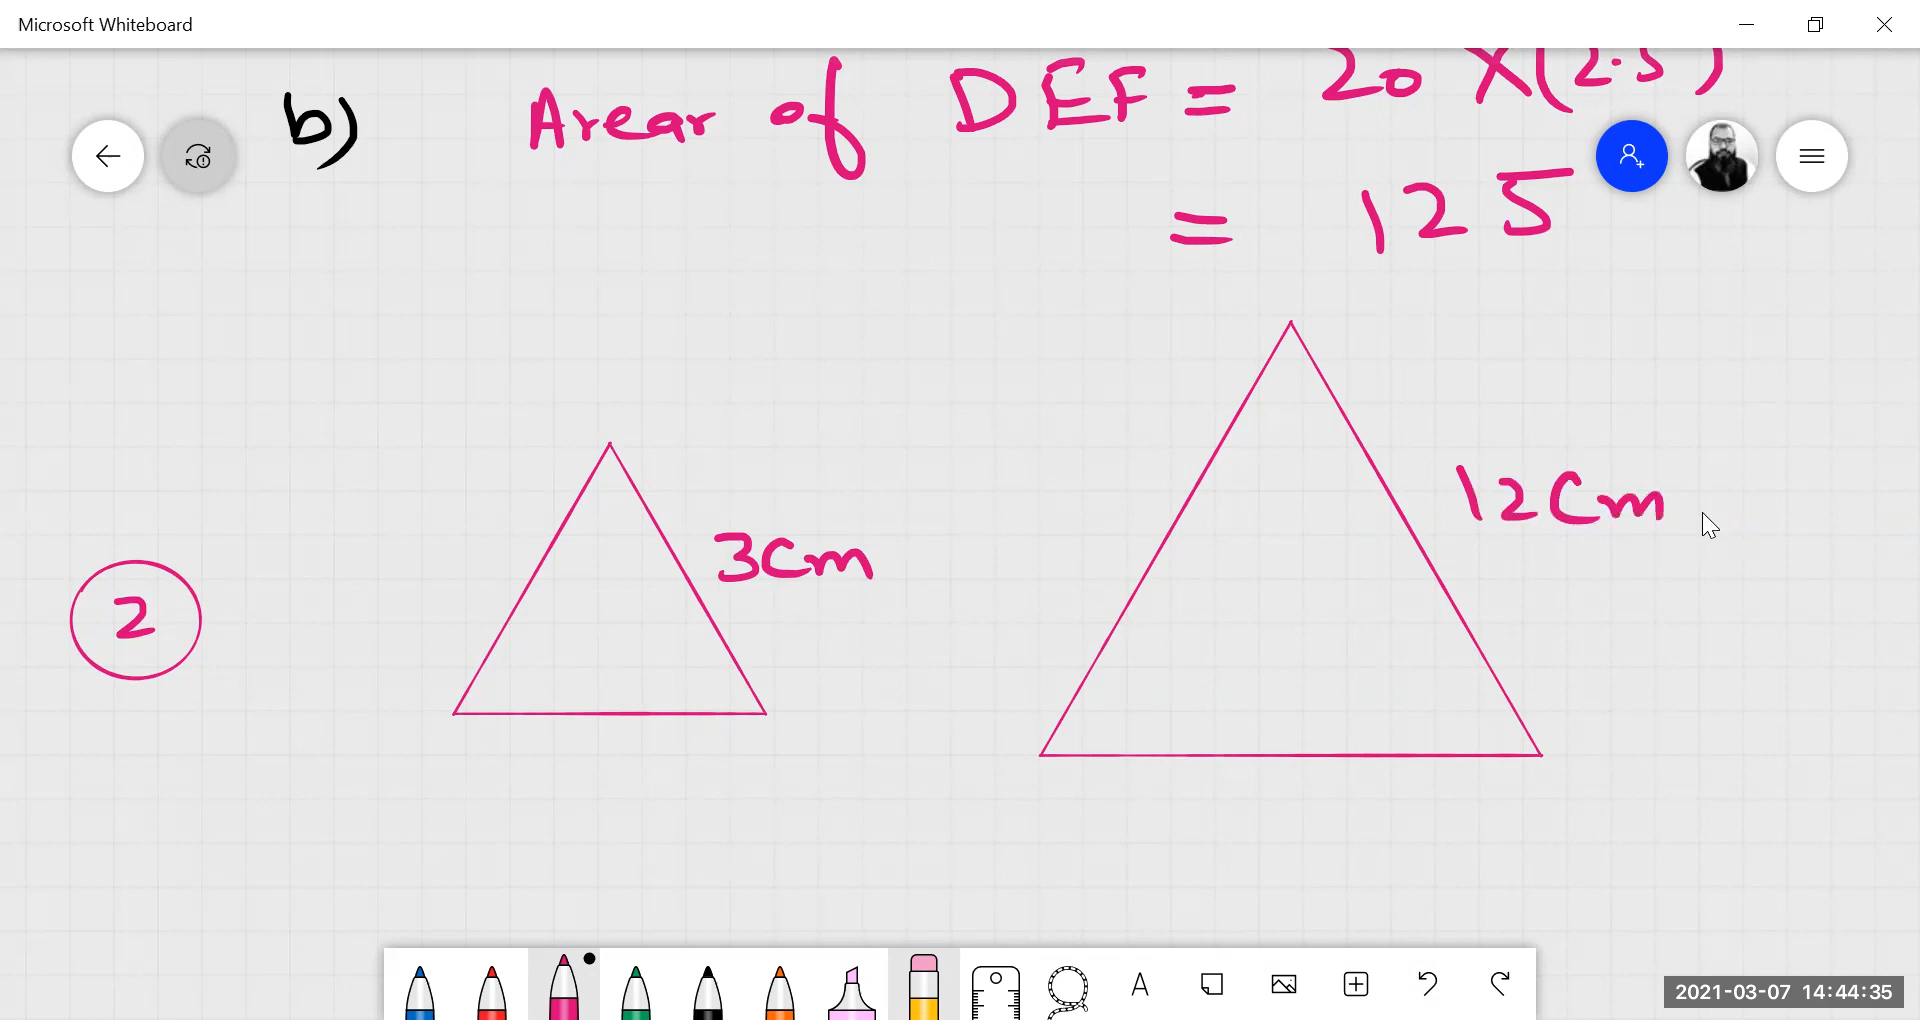 Microsoft Whiteboard
b) Arear of DEF = 20 X(2.5)
= 125
3Cm
12Cm
2
A
2021-03-07 14:44:35